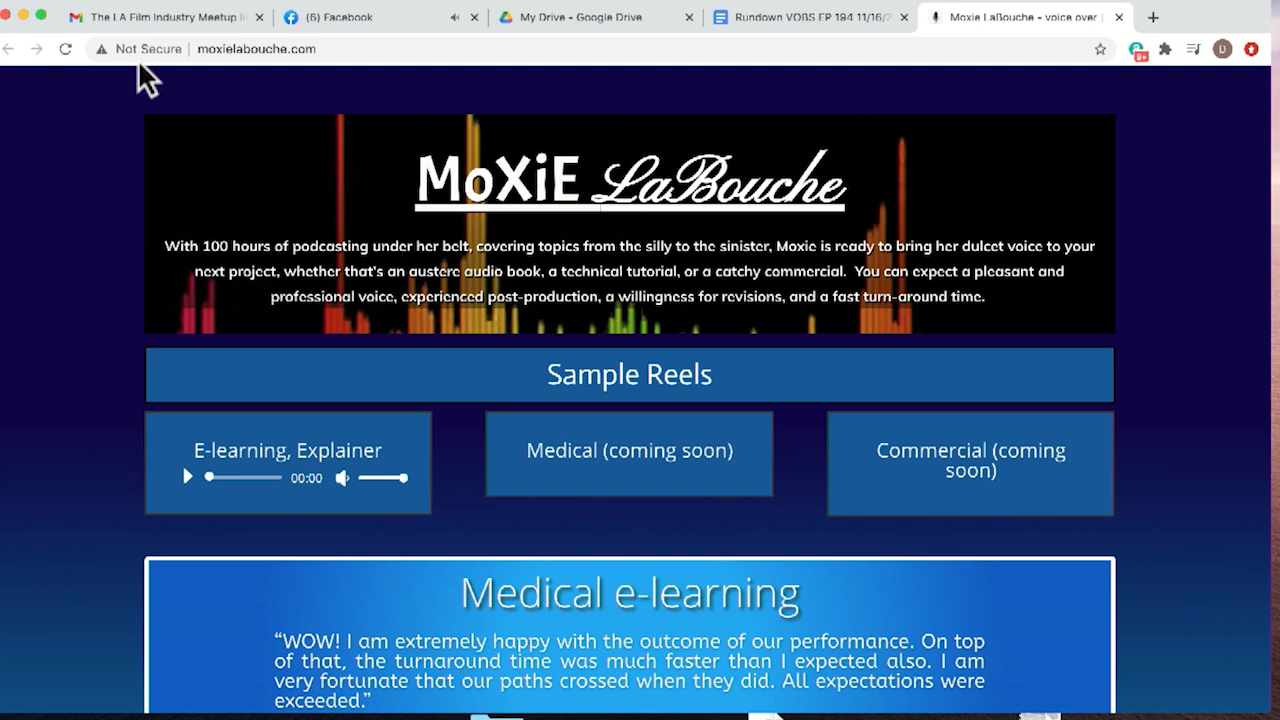 The LA Film Industry Meetup
(6) Facebook
My Drive - Google Drive
Rundown VOBS EP 194 11/16/2
Moxie LaBouche - voice over |
Not Secure | moxielabouche.com
D
9+
MoXiE LaBouche
With 100 hours of podcasting under her belt, covering topics from the silly to the sinister, Moxie is ready to bring her dulcet voice to your
next project, whether that's an austere audio book, a technical tutorial, or a catchy commercial. You can expect a pleasant and
professional voice, experienced post-production, a willingness for revisions, and a fast turn-around time.
Sample Reels
E-learning, Explainer
00:00
Medical (coming soon)
Commercial (coming
soon)
Medical e-learning
“WOW! I am extremely happy with the outcome of our performance. On top
of that, the turnaround time was much faster than I expected also. I am
very fortunate that our paths crossed when they did. All expectations were
exceeded.”